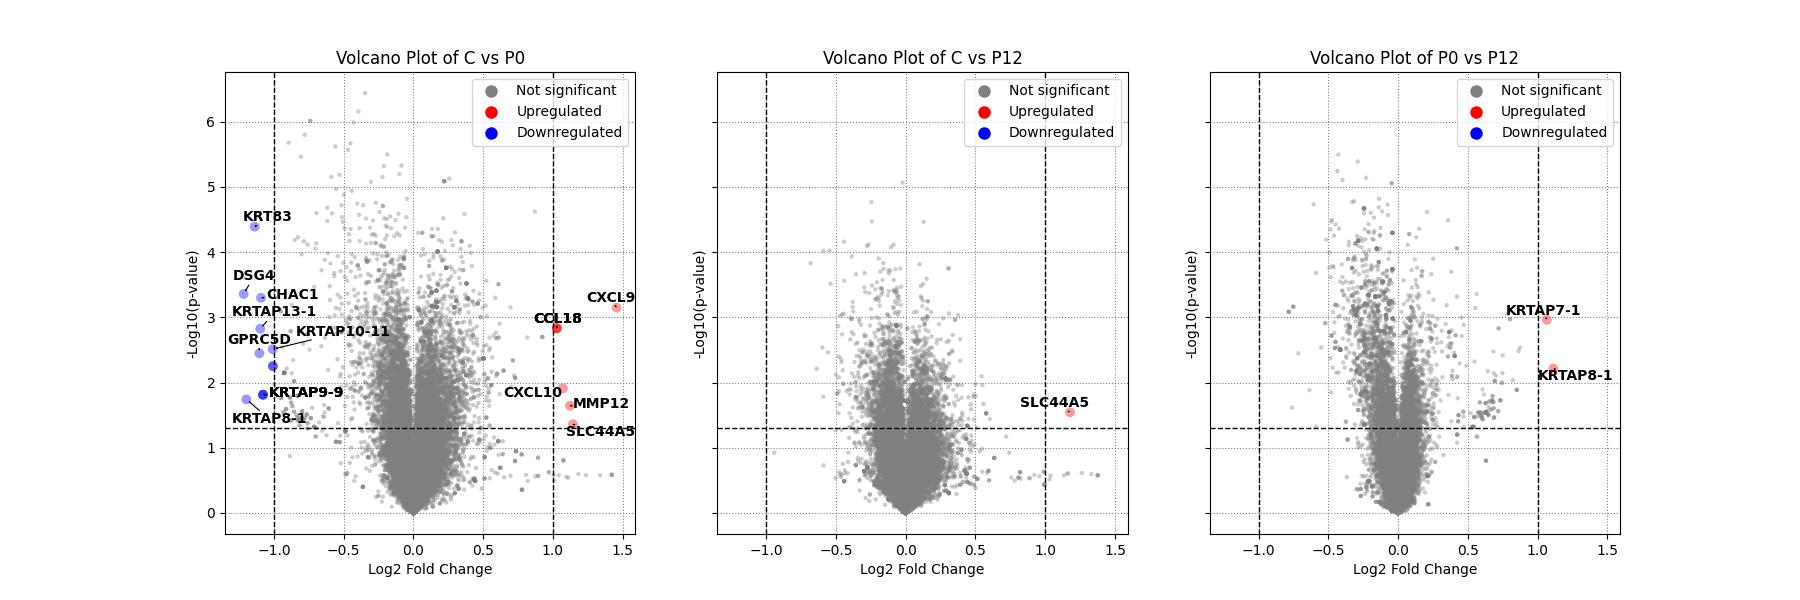 Volcano Plot of C vs P0
Not significant
Upregulated
Downregulated
KRT83
DSG4
CHAC1
KRTAP13-1
KRTAP10-11
GPRC5D
KRTAP9-9
KRTAP8-1
CXCL9
CXCL10
MMP12
SLC44A5
-Log10(p-value)
6
5
4
3
2
1
0
−1.0 −0.5 0.0 0.5 1.0 1.5
Log2 Fold Change
Volcano Plot of C vs P12
Not significant
Upregulated
Downregulated
SLC44A5
-Log10(p-value)
−1.0 −0.5 0.0 0.5 1.0 1.5
Log2 Fold Change
Volcano Plot of P0 vs P12
Not significant
Upregulated
Downregulated
KRTAP7-1
KRTAP8-1
-Log10(p-value)
−1.0 −0.5 0.0 0.5 1.0 1.5
Log2 Fold Change